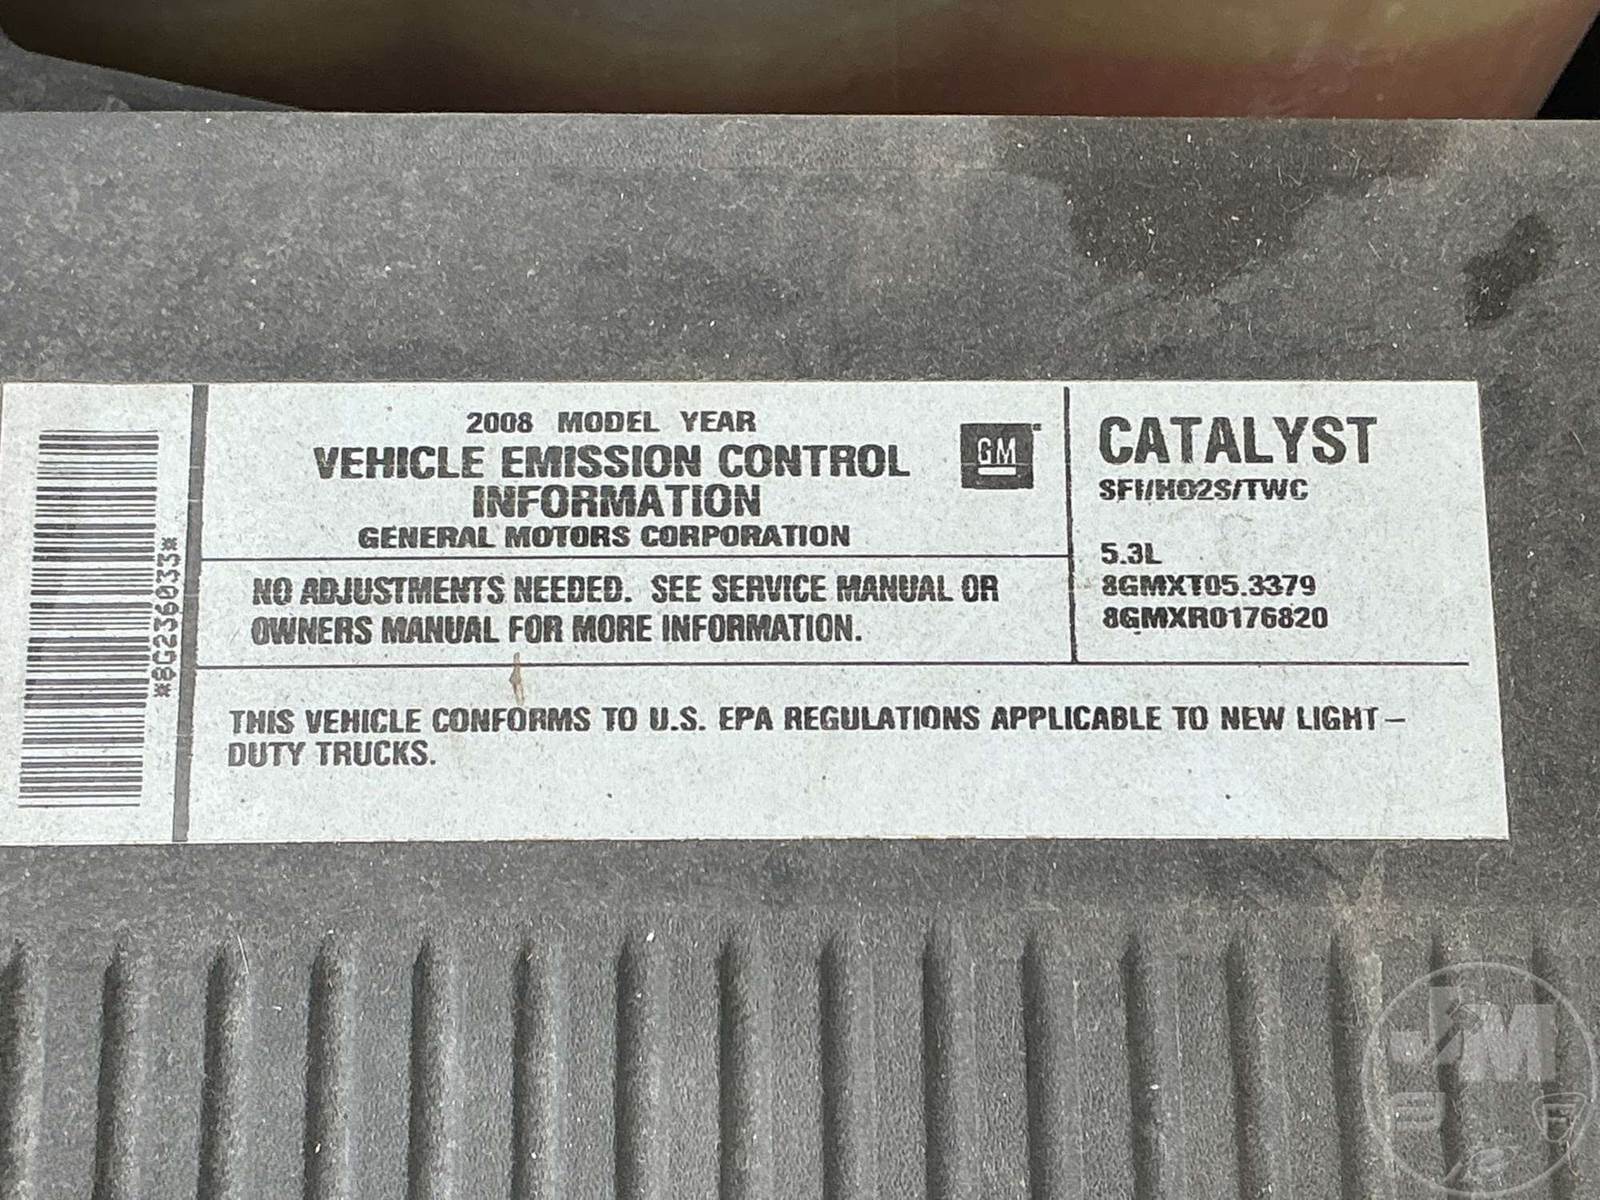 *8G236033*
2008 MODEL YEAR
VEHICLE EMISSION CONTROL
INFORMATION
GENERAL MOTORS CORPORATION
GM
NO ADJUSTMENTS NEEDED. SEE SERVICE MANUAL OR
OWNERS MANUAL FOR MORE INFORMATION.
CATALYST
SFI/HO2S/TWC
5.3L
8GMXT05.3379
8GMXR0176820
THIS VEHICLE CONFORMS TO U.S. EPA REGULATIONS APPLICABLE TO NEW LIGHT-
DUTY TRUCKS.
JM